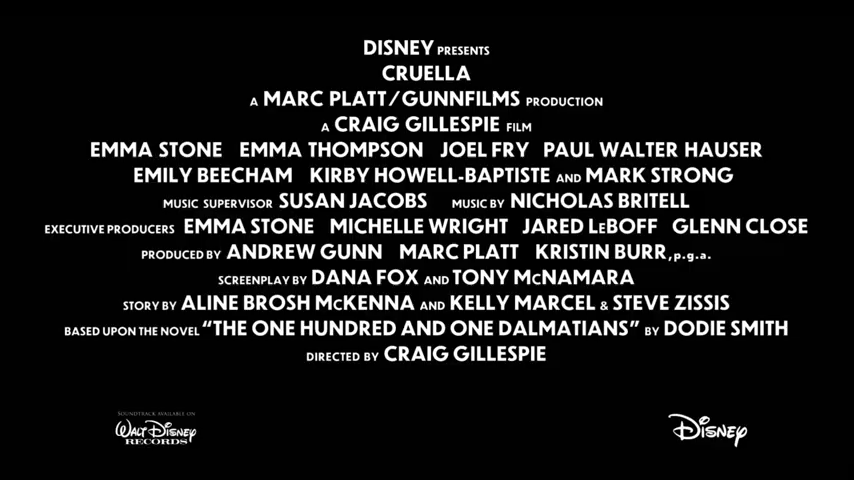 DISNEY PRESENTS
CRUELLA
A MARC PLATT/GUNNFILMS PRODUCTION
A CRAIG GILLESPIE FILM
EMMA STONE EMMA THOMPSON JOEL FRY PAUL WALTER HAUSER
EMILY BEECHAM KIRBY HOWELL-BAPTISTE AND MARK STRONG
MUSIC SUPERVISOR SUSAN JACOBS MUSIC BY NICHOLAS BRITELL
EXECUTIVE PRODUCERS EMMA STONE MICHELLE WRIGHT JARED LeBOFF GLENN CLOSE
PRODUCED BY ANDREW GUNN MARC PLATT KRISTIN BURR, p.g.a.
SCREENPLAY BY DANA FOX AND TONY McNAMARA
STORY BY ALINE BROSH McKENNA AND KELLY MARCEL & STEVE ZISSIS
BASED UPON THE NOVEL “THE ONE HUNDRED AND ONE DALMATIANS” BY DODIE SMITH
DIRECTED BY CRAIG GILLESPIE
SOUNDTRACK AVAILABLE ON
WALT DISNEY
RECORDS
DISNEY